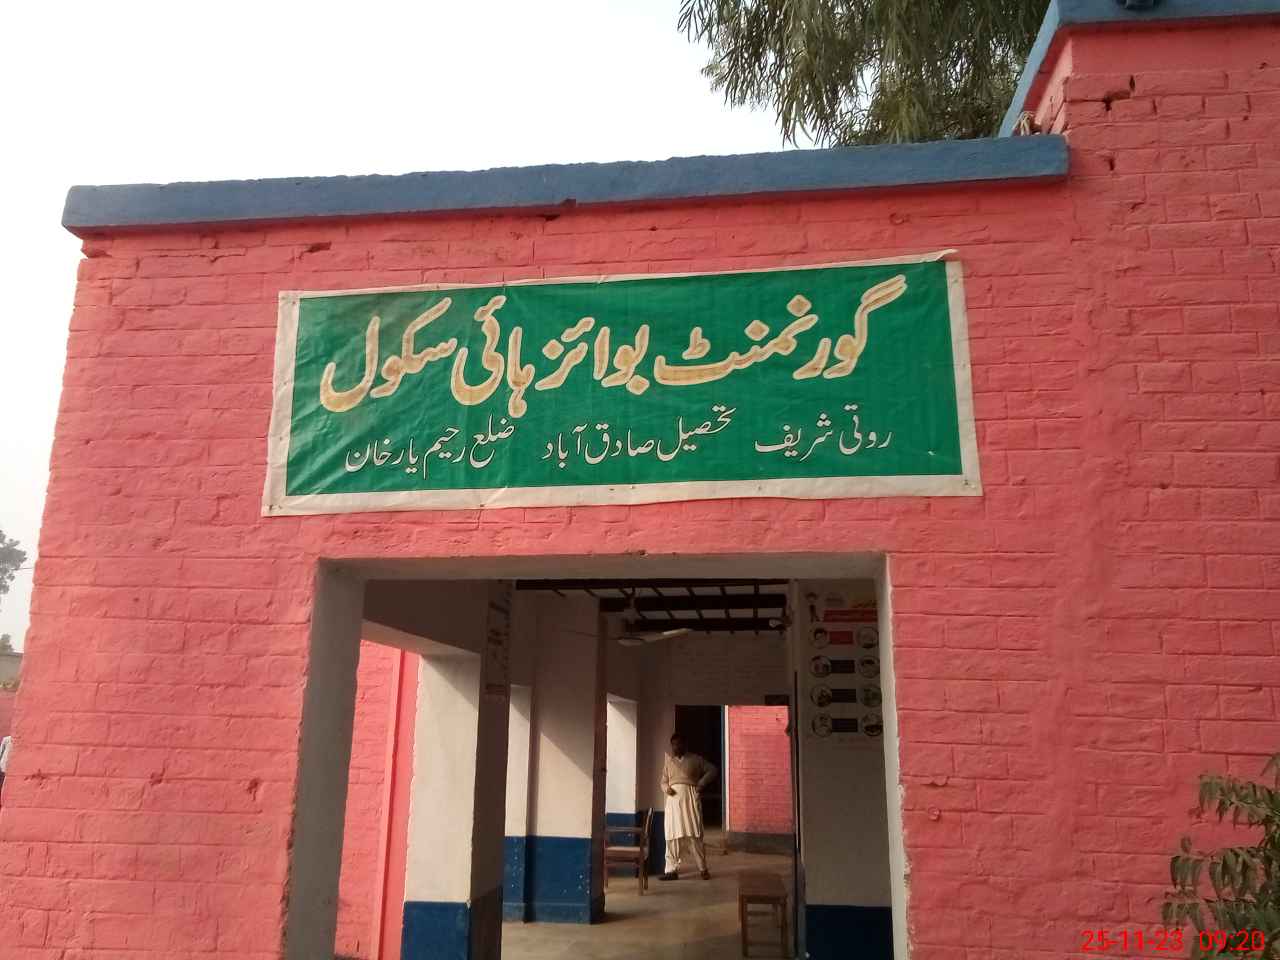 گورنمنٹ بوائز ہائی سکول
روتی شریف تحصیل صادق آباد ضلع رحیم یار خان
25-11-23 09:20